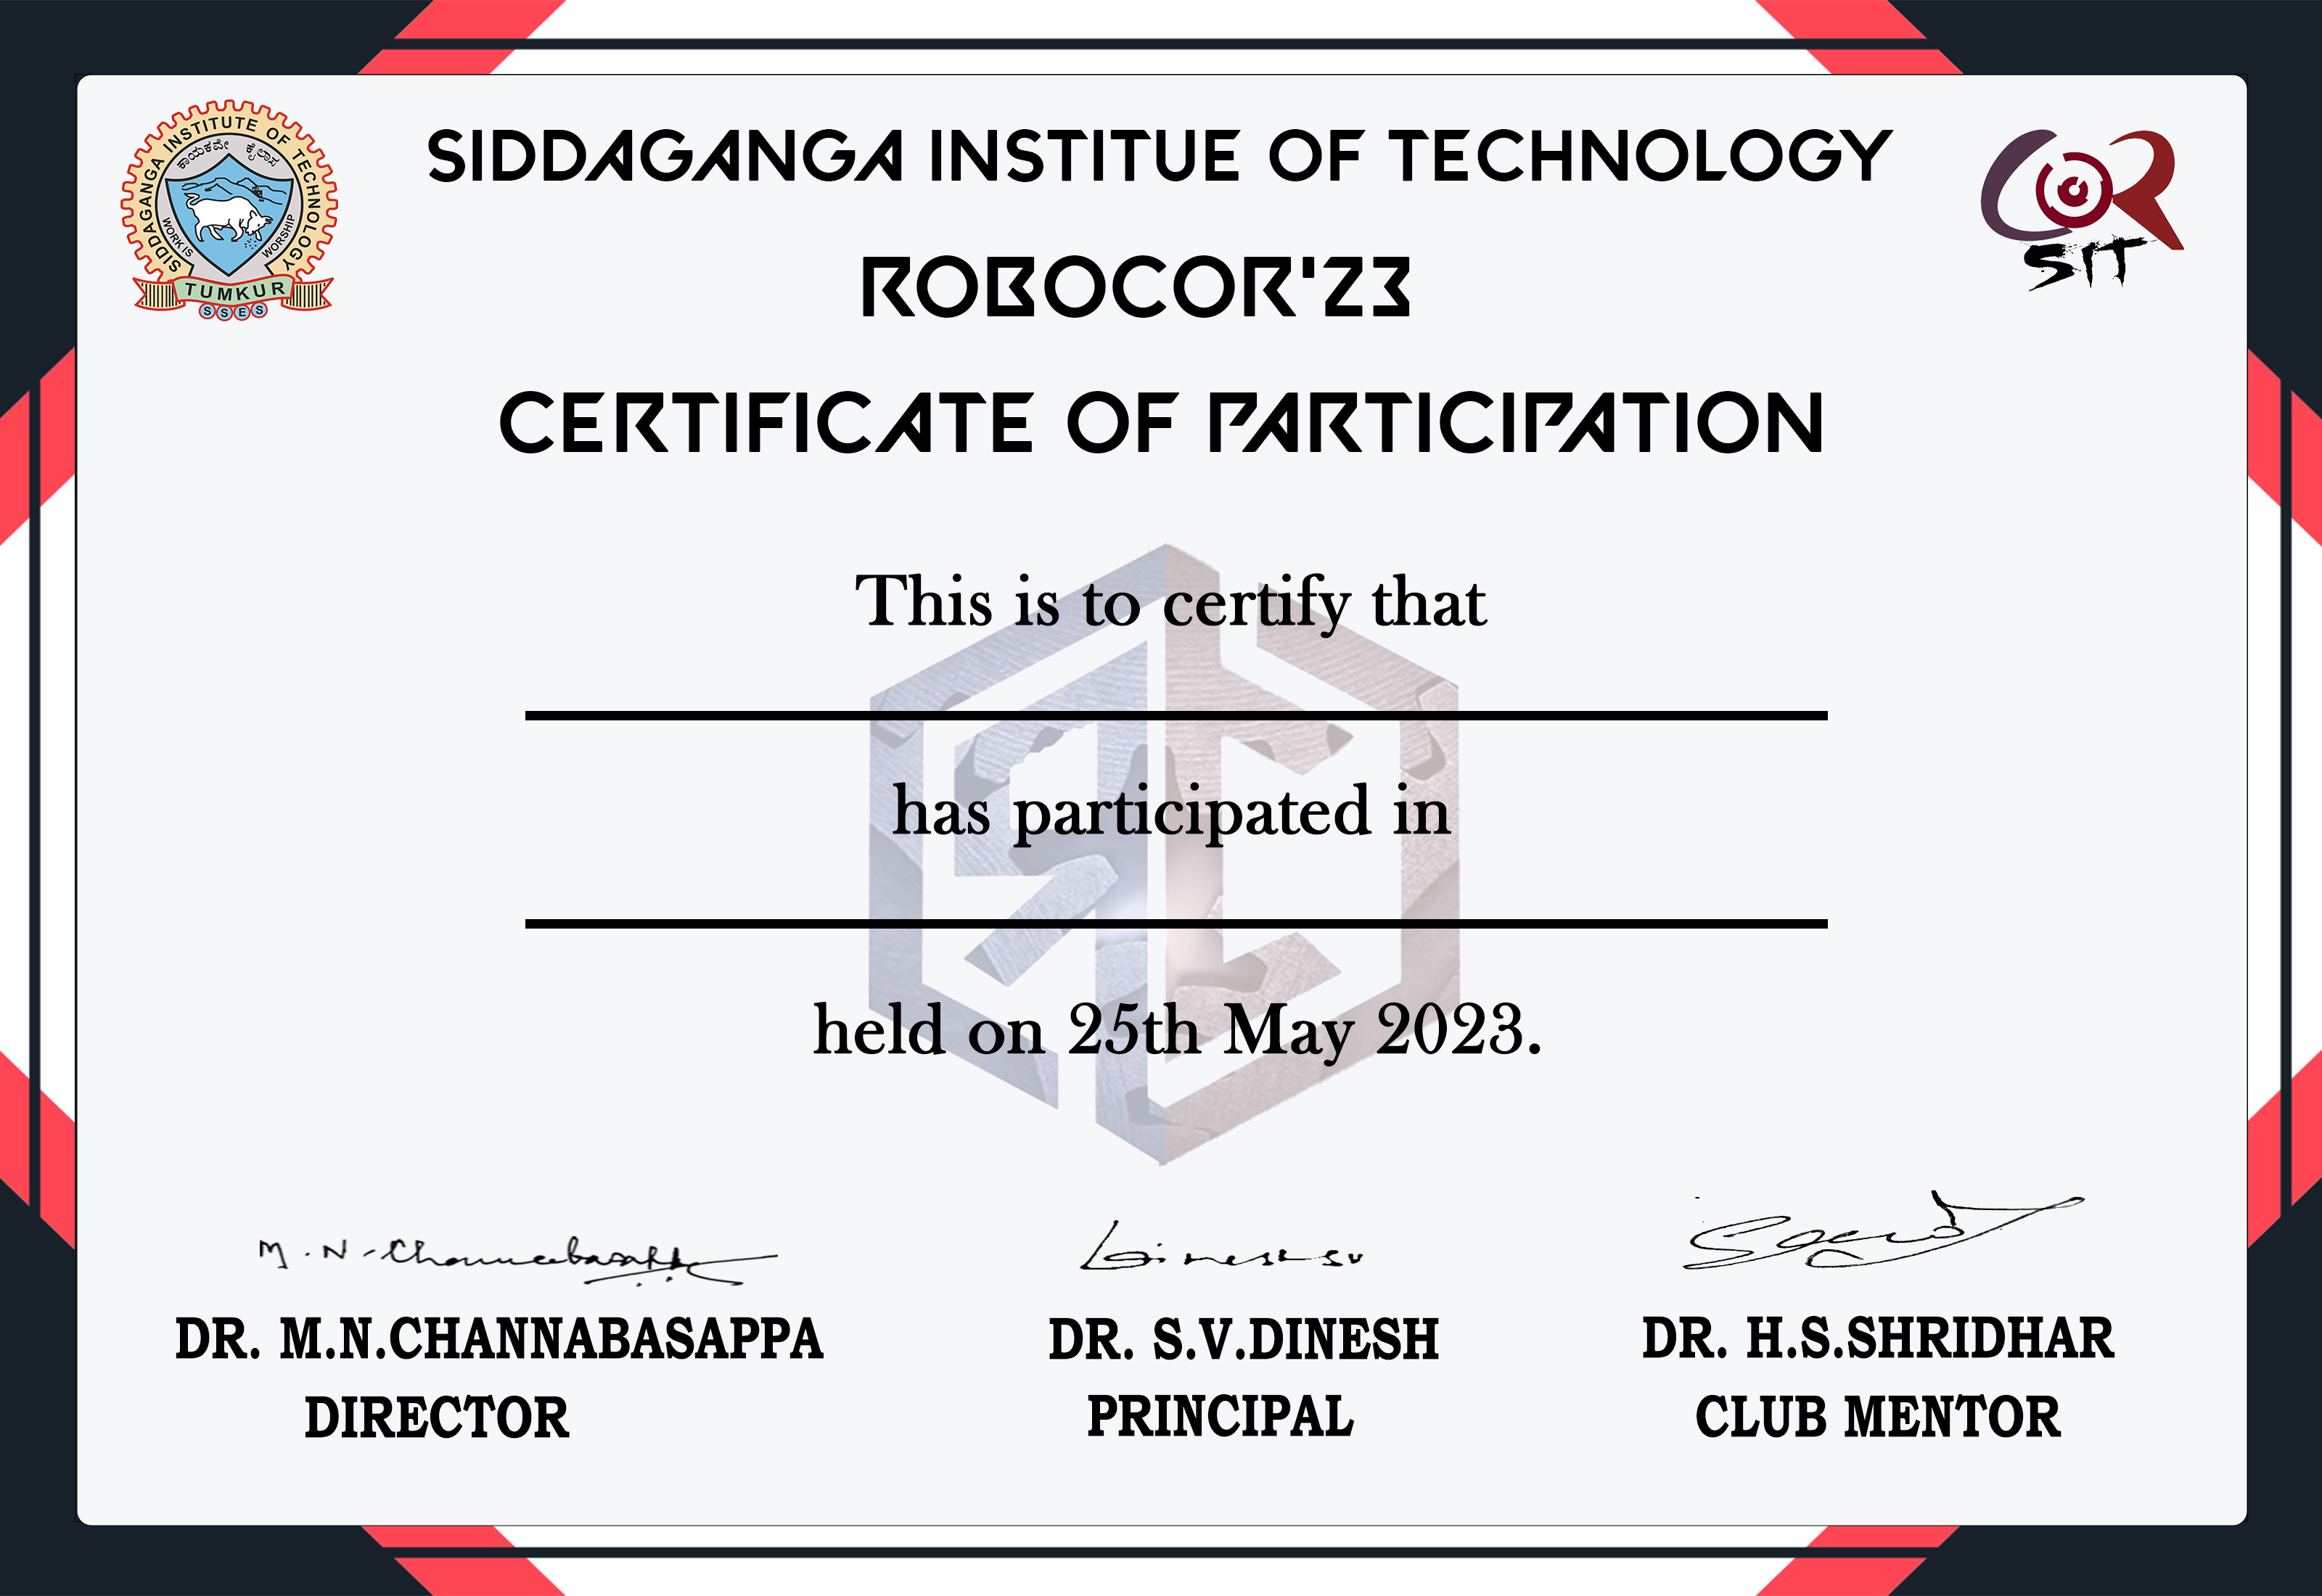 SIDDAGANGA INSTITUTE OF TECHNOLOGY
ಕಾಯಕವೇ ಕೈಲಾಸ
WORK IS WORSHIP
TUMKUR
SSES
SIDDAGANGA INSTITUE OF TECHNOLOGY
COR
SIT
ROBOCOR'23
CERTIFICATE OF PARTICIPATION
This is to certify that
has participated in
held on 25th May 2023.
M.N-Channabasappa
Dinesh SV
DR. M.N.CHANNABASAPPA
DR. S.V.DINESH
DR. H.S.SHRIDHAR
DIRECTOR
PRINCIPAL
CLUB MENTOR